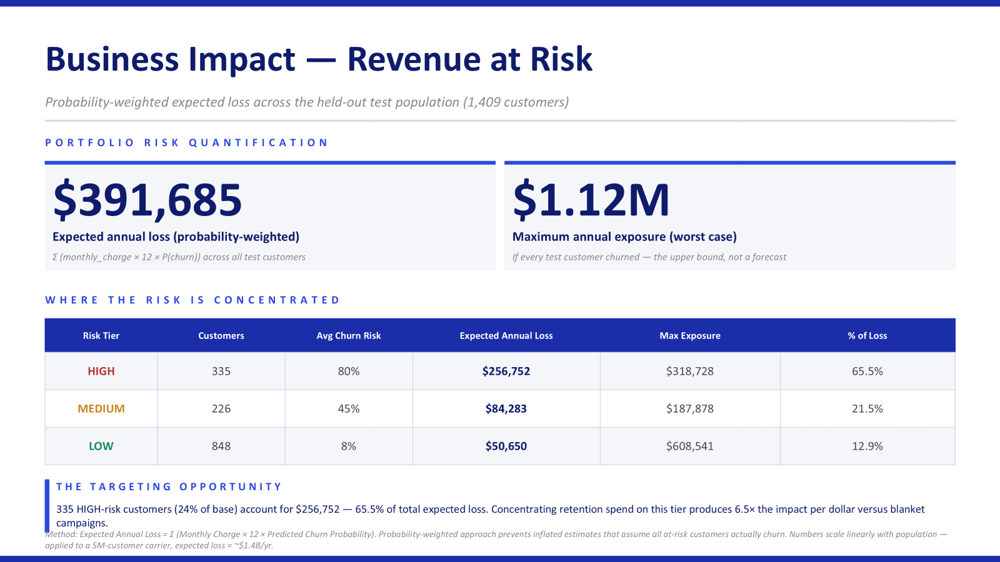 Business Impact — Revenue at Risk
Probability-weighted expected loss across the held-out test population (1,409 customers)
PORTFOLIO RISK QUANTIFICATION
$391,685
Expected annual loss (probability-weighted)
Σ (monthly_charge × 12 × P(churn)) across all test customers
$1.12M
Maximum annual exposure (worst case)
If every test customer churned — the upper bound, not a forecast
WHERE THE RISK IS CONCENTRATED
Risk Tier Customers Avg Churn Risk Expected Annual Loss Max Exposure % of Loss
HIGH 335 80% $256,752 $318,728 65.5%
MEDIUM 226 45% $84,283 $187,878 21.5%
LOW 848 8% $50,650 $608,541 12.9%
THE TARGETING OPPORTUNITY
335 HIGH-risk customers (24% of base) account for $256,752 — 65.5% of total expected loss. Concentrating retention spend on this tier produces 6.5× the impact per dollar versus blanket
campaigns.
Method: Expected Annual Loss = Σ (Monthly Charge × 12 × Predicted Churn Probability). Probability-weighted approach prevents inflated estimates that assume all at-risk customers actually churn. Numbers scale linearly with population —
applied to a 5M-customer carrier, expected loss = ~$1.4B/yr.